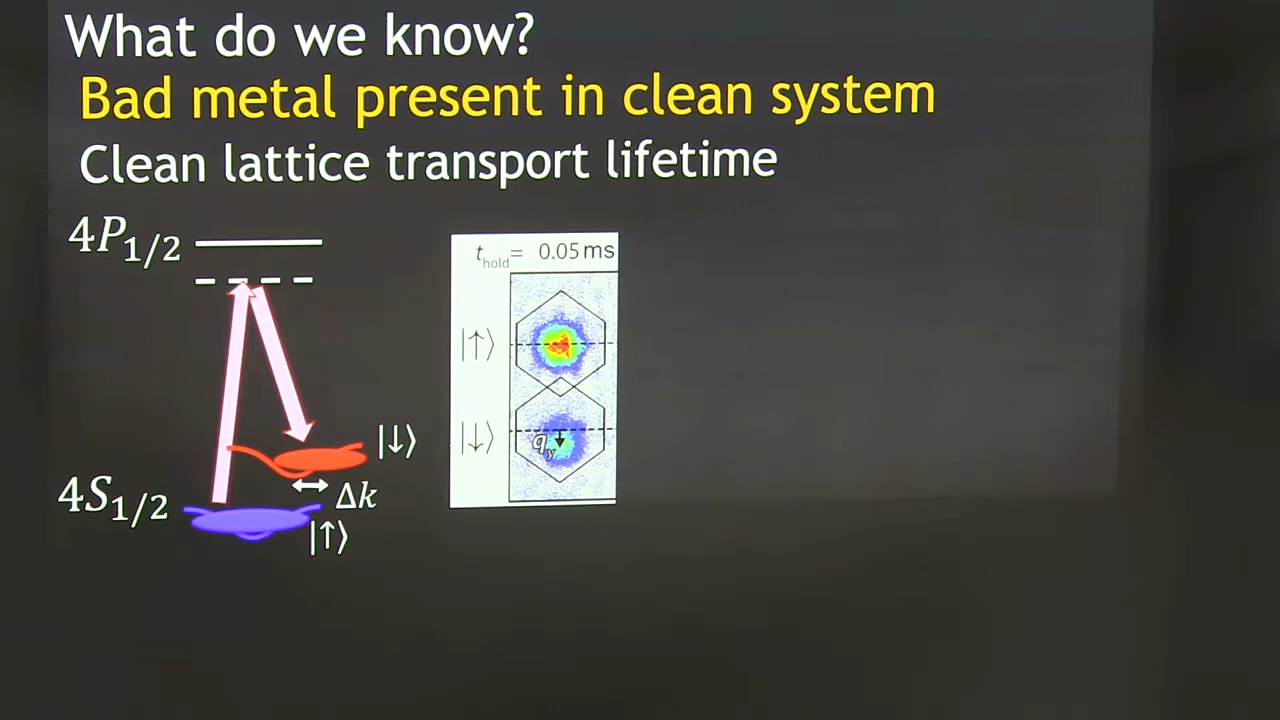 What do we know?
Bad metal present in clean system
Clean lattice transport lifetime
4P1/2
t hold = 0.05 ms
|↑⟩
|↓⟩
|↓⟩
qy
4S1/2
Δk
|↑⟩